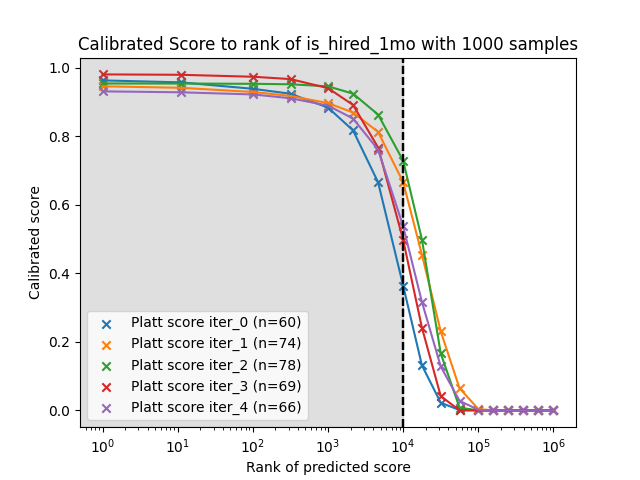 Calibrated Score to rank of is_hired_1mo with 1000 samples
Calibrated score
1.0
0.8
0.6
0.4
0.2
0.0
Platt score iter_0 (n=60)
Platt score iter_1 (n=74)
Platt score iter_2 (n=78)
Platt score iter_3 (n=69)
Platt score iter_4 (n=66)
10⁰ 10¹ 10² 10³ 10⁴ 10⁵ 10⁶
Rank of predicted score